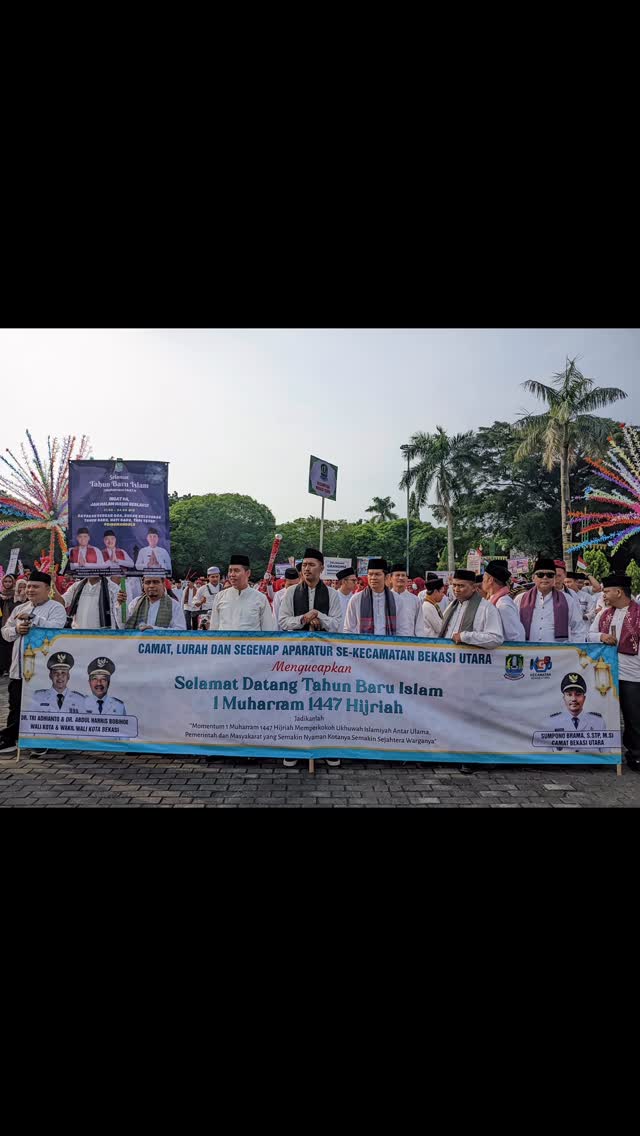 Selamat
Tahun Baru Islam
CAMAT, LURAH DAN SEGENAP APARATUR SE-KECAMATAN BEKASI UTARA
Mengucapkan
Selamat Datang Tahun Baru Islam
1 Muharram 1447 Hijriah
Jadikanlah
"Momentum 1 Muharram 1447 Hijriah Memperkokoh Ukhuwah Islamiyah Antar Ulama,
Pemerintah dan Masyakarat yang Semakin Nyaman Kotanya Semakin Sejahtera Warganya"
DR. TRI ADHIANTO & DR. ABDUL HARRIS BOBIHOE
WALI KOTA & WAKIL WALI KOTA BEKASI
KECAMATAN
SUMPONO BRAMA, S.STP, M.Si
CAMAT BEKASI UTARA